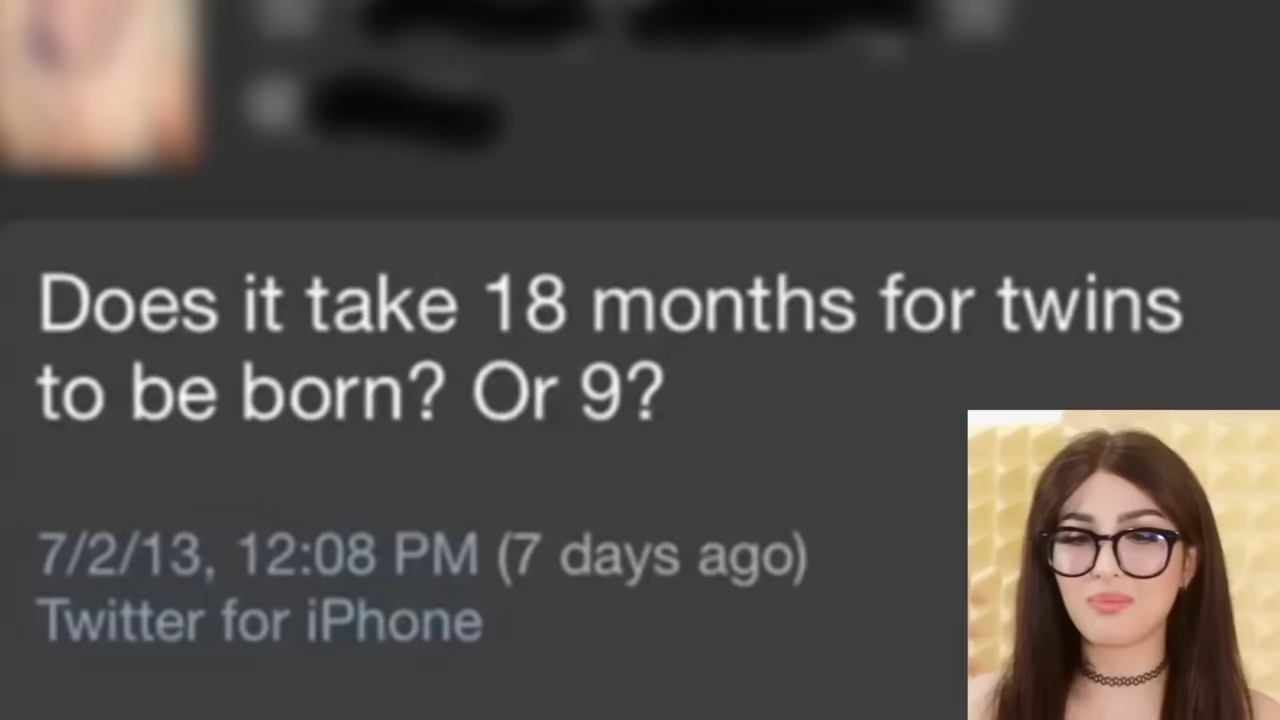 Does it take 18 months for twins
to be born? Or 9?
7/2/13, 12:08 PM (7 days ago)
Twitter for iPhone